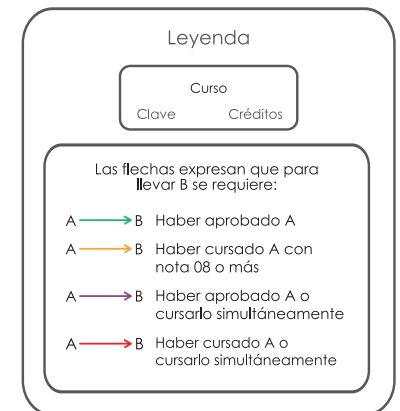 Leyenda
Curso
Clave Créditos
Las flechas expresan que para
llevar B se requiere:
A B Haber aprobado A
A B Haber cursado A con
nota 08 o más
A B Haber aprobado A o
cursarlo simultáneamente
A B Haber cursado A o
cursarlo simultáneamente